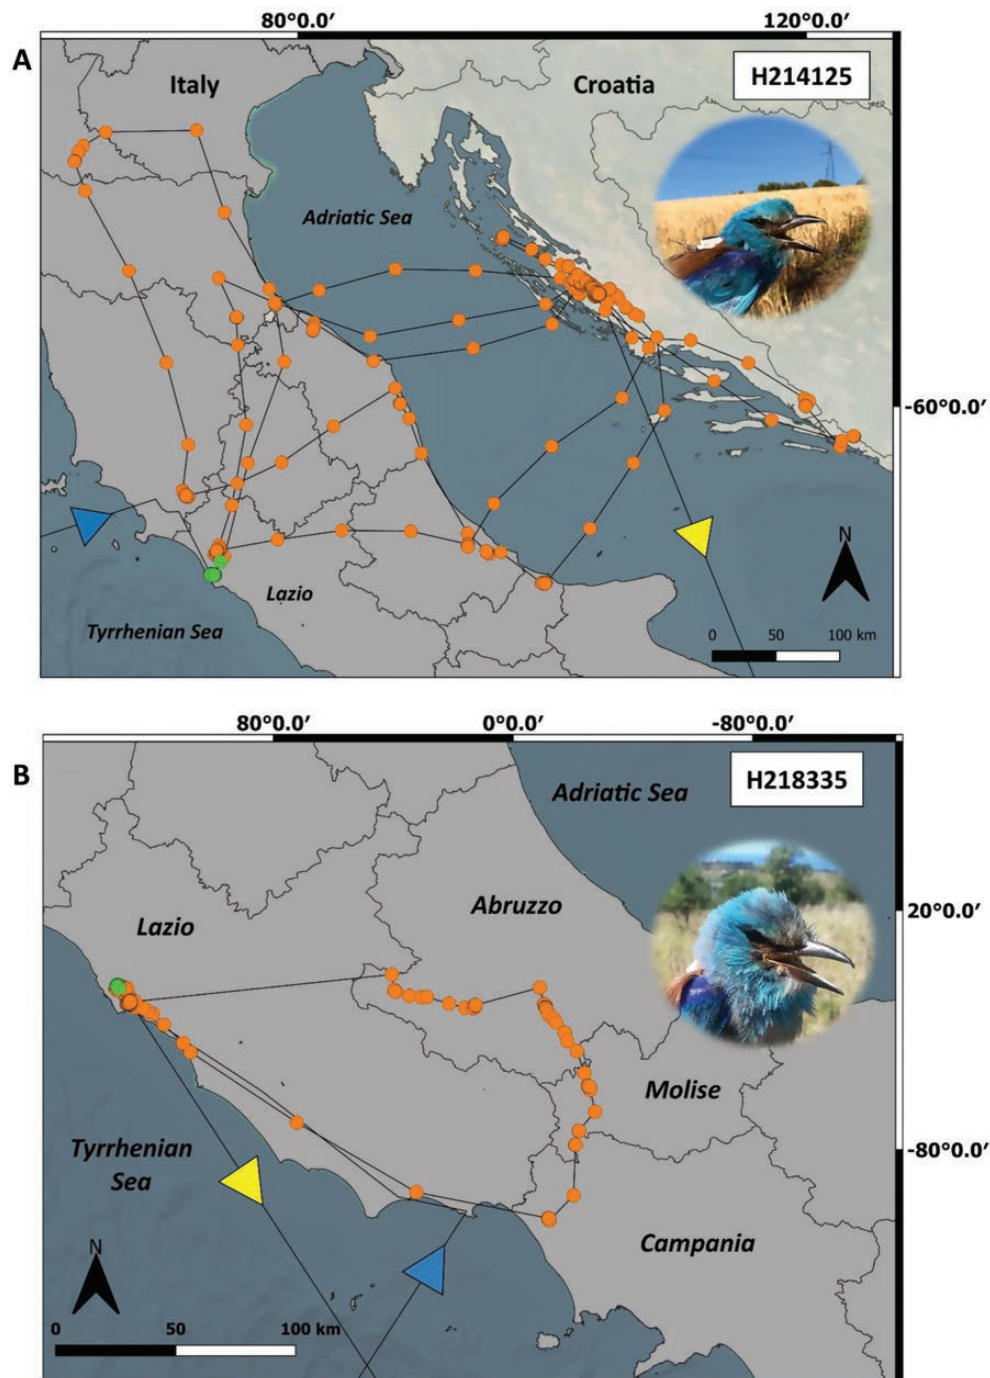 80°0.0′ 120°0.0′
A
Italy Croatia H214125
Adriatic Sea
-60°0.0′
N
Lazio
Tyrrhenian Sea
0 50 100 km
80°0.0′ 0°0.0′ -80°0.0′
B
H218335
Adriatic Sea
Abruzzo
20°0.0′
Lazio
Molise
-80°0.0′
Tyrrhenian
Sea
Campania
N
0 50 100 km